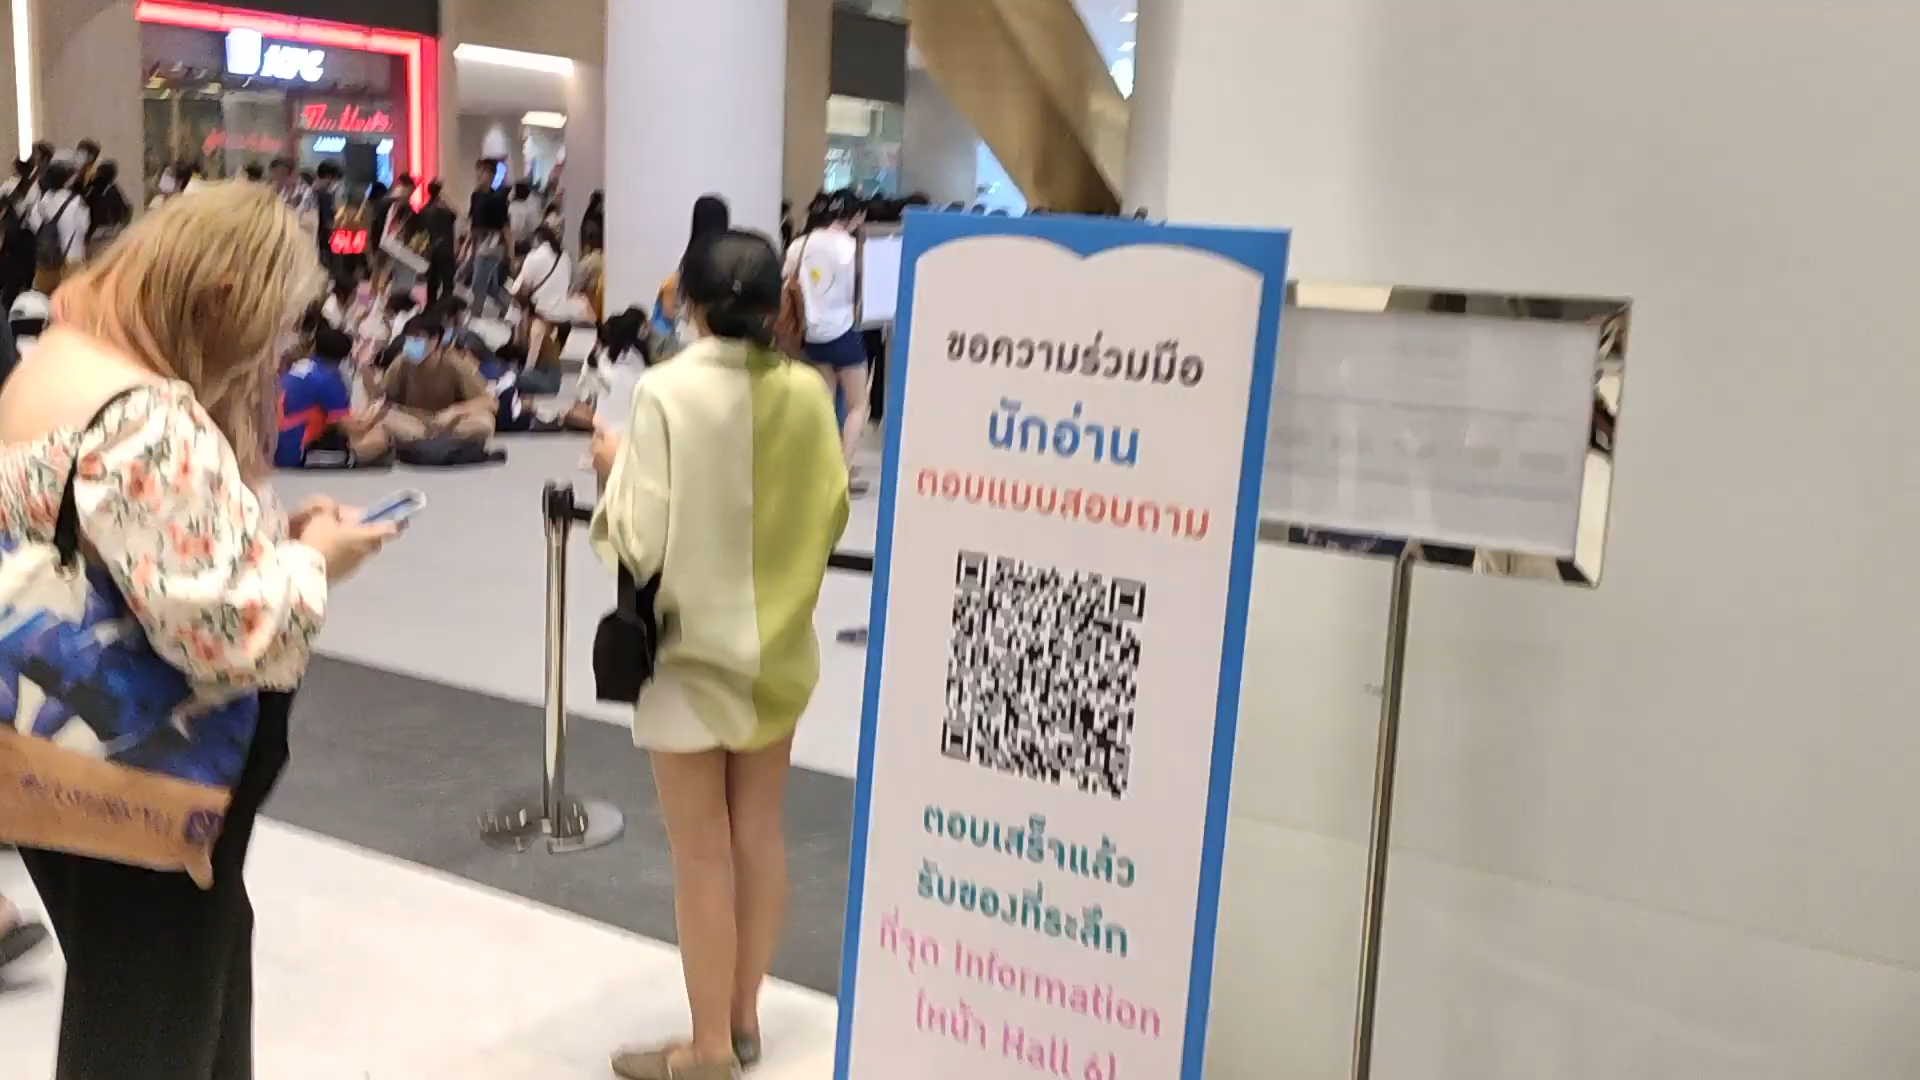 KFC
ขอความร่วมมือ
นักอ่าน
ตอบแบบสอบถาม
ตอบเสร็จแล้ว
รับของที่ระลึก
ที่จุด Information
(หน้า Hall 6)